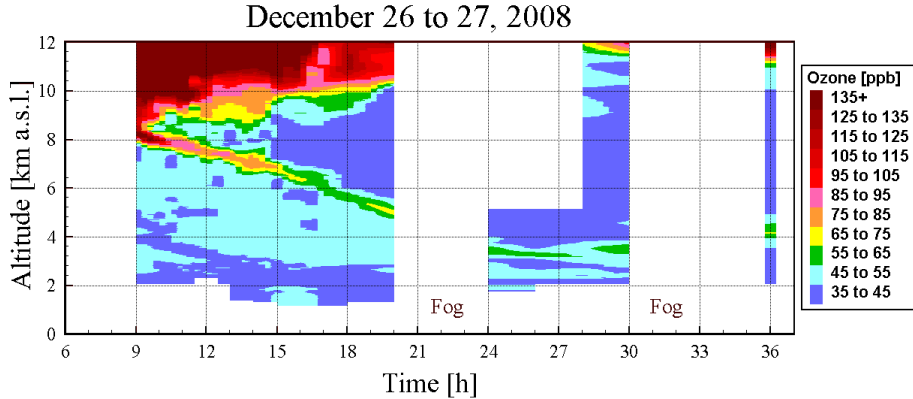 December 26 to 27, 2008
Altitude [km a.s.l.]
12
10
8
6
4
2
0
Fog
Fog
6 9 12 15 18 21 24 27 30 33 36
Time [h]
Ozone [ppb]
135+
125 to 135
115 to 125
105 to 115
95 to 105
85 to 95
75 to 85
65 to 75
55 to 65
45 to 55
35 to 45